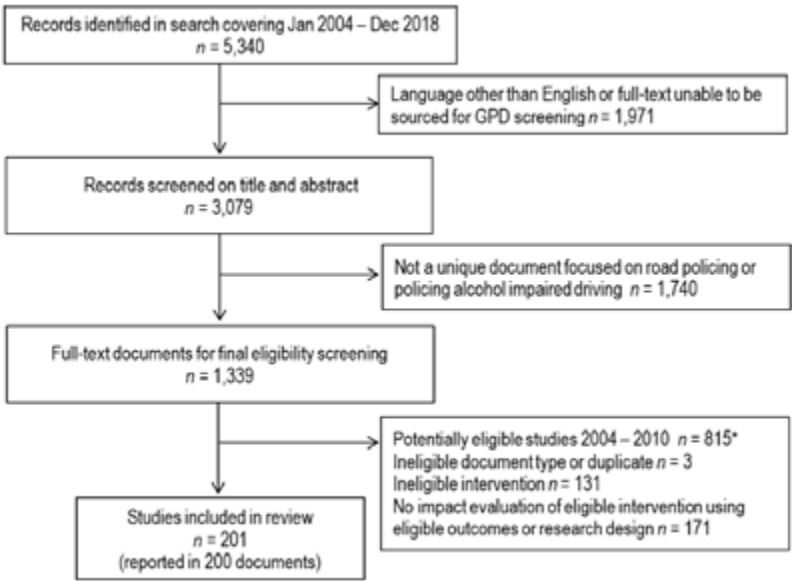 Records identified in search covering Jan 2004 – Dec 2018
n = 5,340
Language other than English or full-text unable to be
sourced for GPD screening n = 1,971
Records screened on title and abstract
n = 3,079
Not a unique document focused on road policing or
policing alcohol impaired driving n = 1,740
Full-text documents for final eligibility screening
n = 1,339
Potentially eligible studies 2004 – 2010 n = 815*
Ineligible document type or duplicate n = 3
Ineligible intervention n = 131
No impact evaluation of eligible intervention using
eligible outcomes or research design n = 171
Studies included in review
n = 201
(reported in 200 documents)